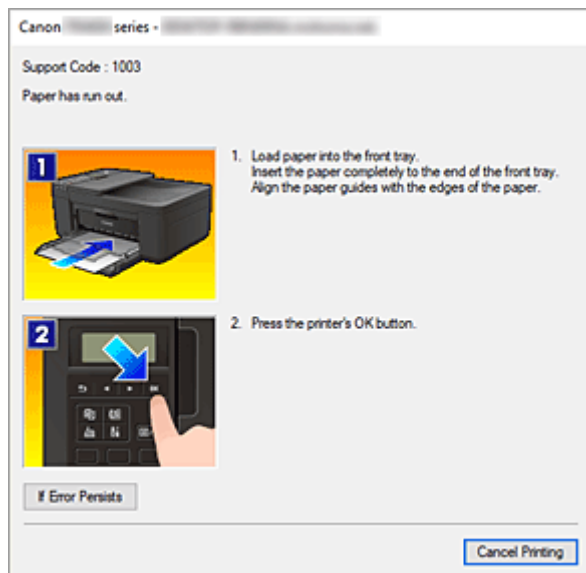 Canon series -
Support Code : 1003
Paper has run out.
1
1. Load paper into the front tray.
Insert the paper completely to the end of the front tray.
Align the paper guides with the edges of the paper.
2
2. Press the printer's OK button.
If Error Persists
Cancel Printing